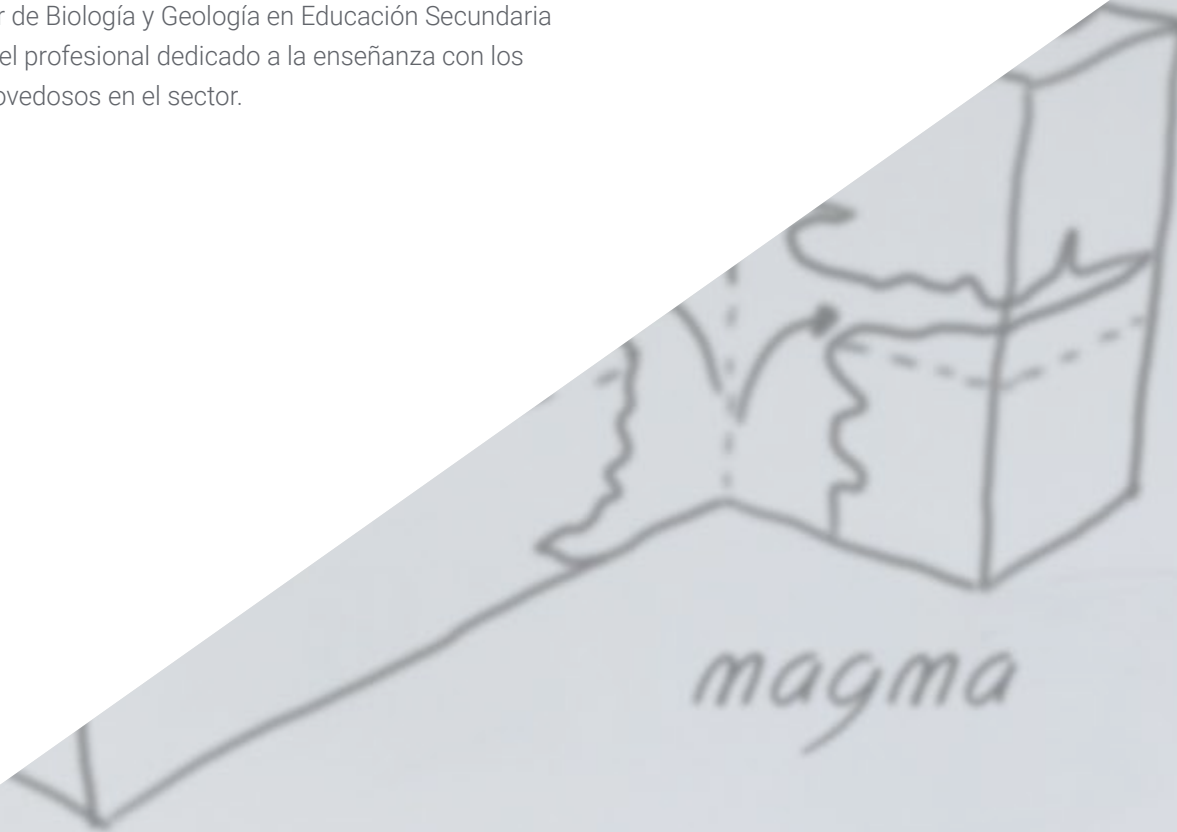 r de Biología y Geología en Educación Secundaria
el profesional dedicado a la enseñanza con los
ovedosos en el sector.
magma